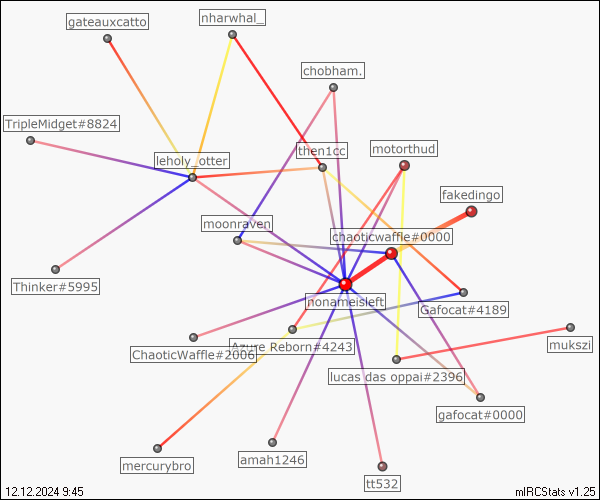 nharwhal_
gateauxcatto
chobham.
TripleMidget#8824
then1cc
motorthud
leholy_otter
fakedingo
moonraven
chaoticwaffle#0000
Thinker#5995
nonameisleft
Gafocat#4189
ChaoticWaffle#2006
Azure Reborn#4243
mukszi
lucas das oppai#2396
gafocat#0000
mercurybro
amah1246
tt532
12.12.2024 9:45
mIRCStats v1.25